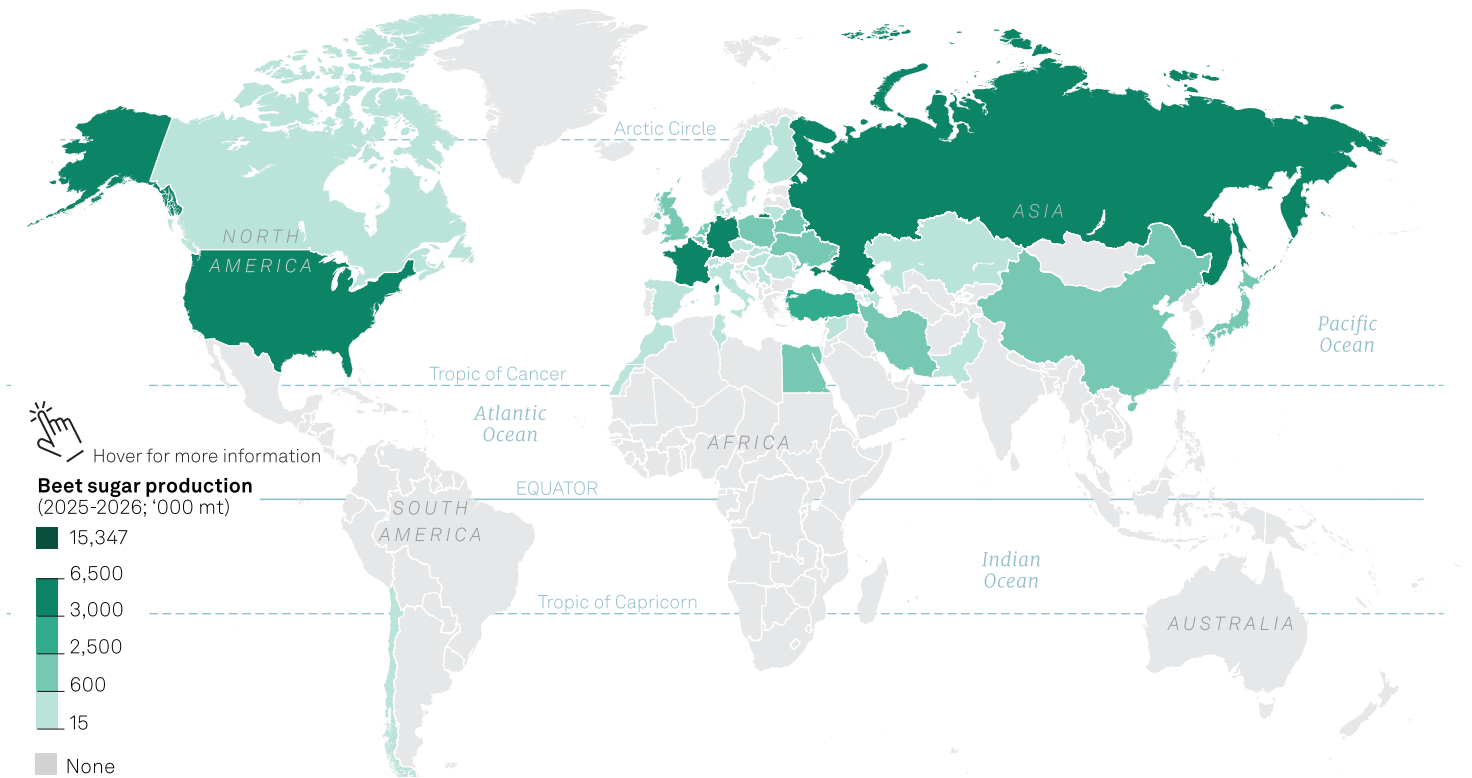 Arctic Circle
ASIA
NORTH
AMERICA
Pacific
Ocean
Tropic of Cancer
Atlantic
Ocean
AFRICA
Hover for more information
Beet sugar production
(2025-2026; ‘000 mt)
EQUATOR
SOUTH
AMERICA
15,347
Indian
Ocean
6,500
3,000
Tropic of Capricorn
AUSTRALIA
2,500
600
15
None